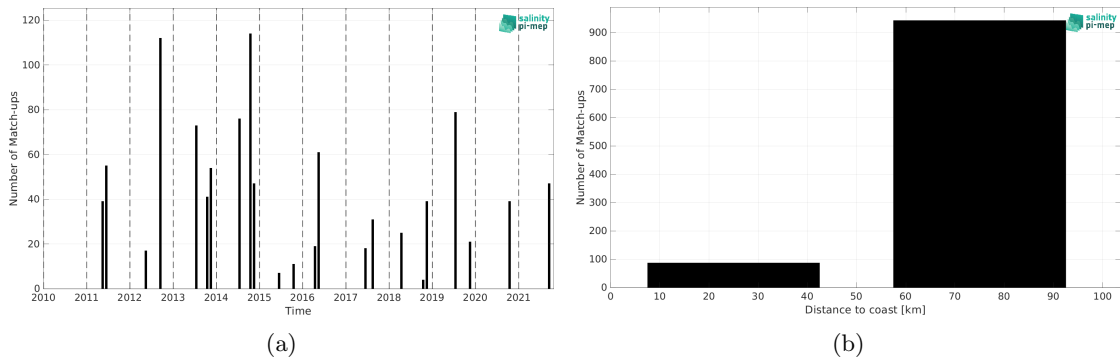 120
100
80
60
40
20
0
Number of Match-ups
2010 2011 2012 2013 2014 2015 2016 2017 2018 2019 2020 2021
Time
salinity
pi-mep
(a)
900
800
700
600
500
400
300
200
100
0
Number of Match-ups
0 10 20 30 40 50 60 70 80 90 100
Distance to coast [km]
salinity
pi-mep
(b)